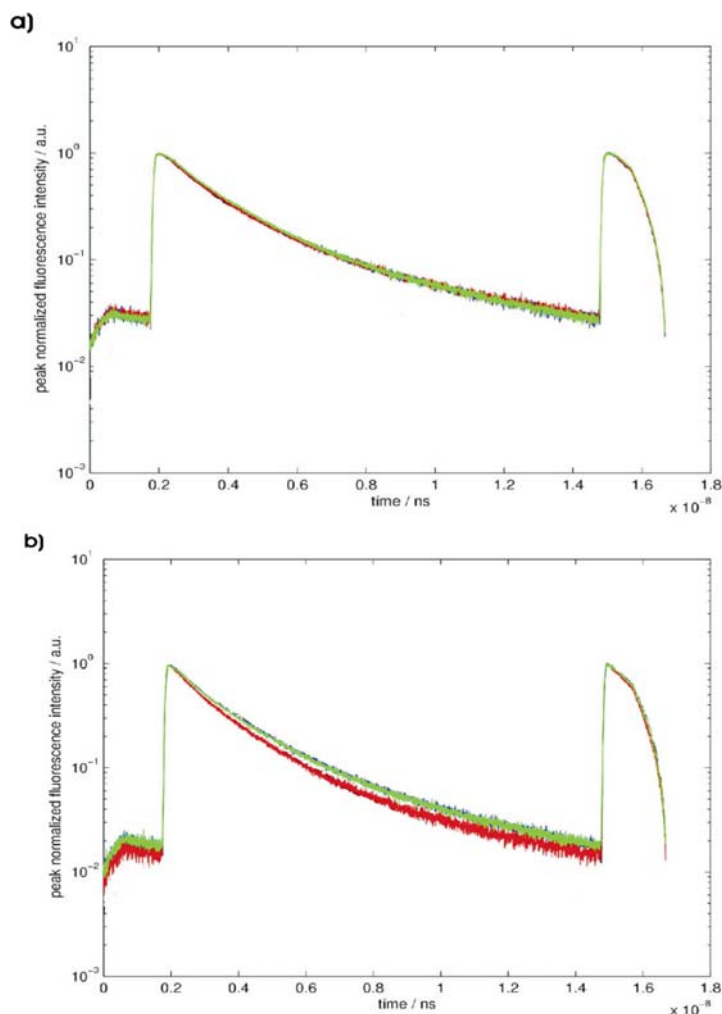 a)
peak normalized fluorescence intensity / a.u.
10¹
10⁰
10⁻¹
10⁻²
10⁻³
0 0.2 0.4 0.6 0.8 1 1.2 1.4 1.6 1.8
time / ns
x 10⁻⁸
b)
peak normalized fluorescence intensity / a.u.
10¹
10⁰
10⁻¹
10⁻²
10⁻³
0 0.2 0.4 0.6 0.8 1 1.2 1.4 1.6 1.8
time / ns
x 10⁻⁸